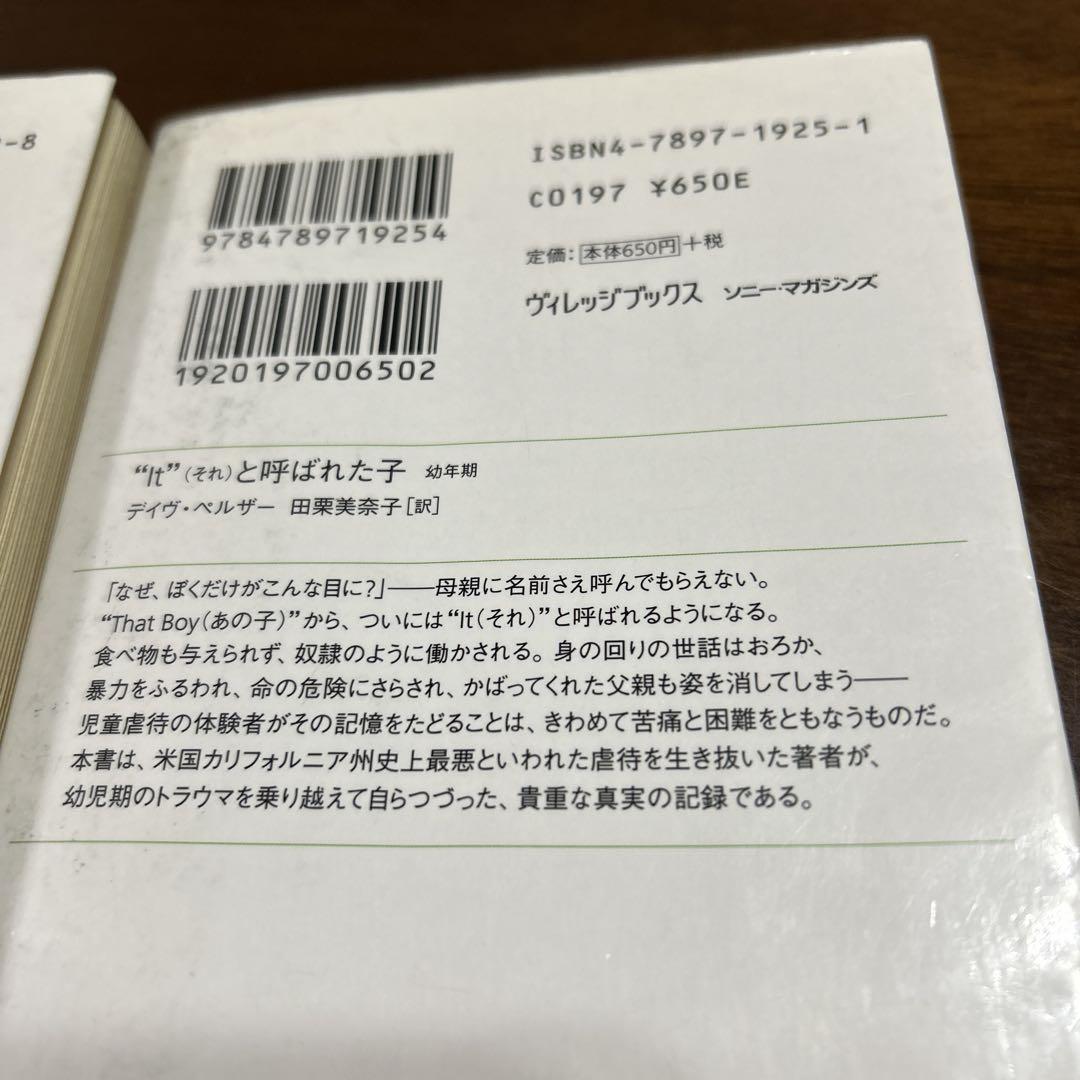 -8
ISBN4-7897-1925-1
C0197 ¥650E
9784789719254
定価：本体650円＋税
ヴィレッジブックス ソニー・マガジンズ
1920197006502
“It”（それ）と呼ばれた子 幼年期
デイヴ・ペルザー 田栗美奈子［訳］
「なぜ、ぼくだけがこんな目に？」――母親に名前さえ呼んでもらえない。
“That Boy（あの子）”から、ついには“It（それ）”と呼ばれるようになる。
食べ物も与えられず、奴隷のように働かされる。身の回りの世話はおろか、
暴力をふるわれ、命の危険にさらされ、かばってくれた父親も姿を消してしまう――
児童虐待の体験者がその記憶をたどることは、きわめて苦痛と困難をともなうものだ。
本書は、米国カリフォルニア州史上最悪といわれた虐待を生き抜いた著者が、
幼児期のトラウマを乗り越えて自らつづった、貴重な真実の記録である。